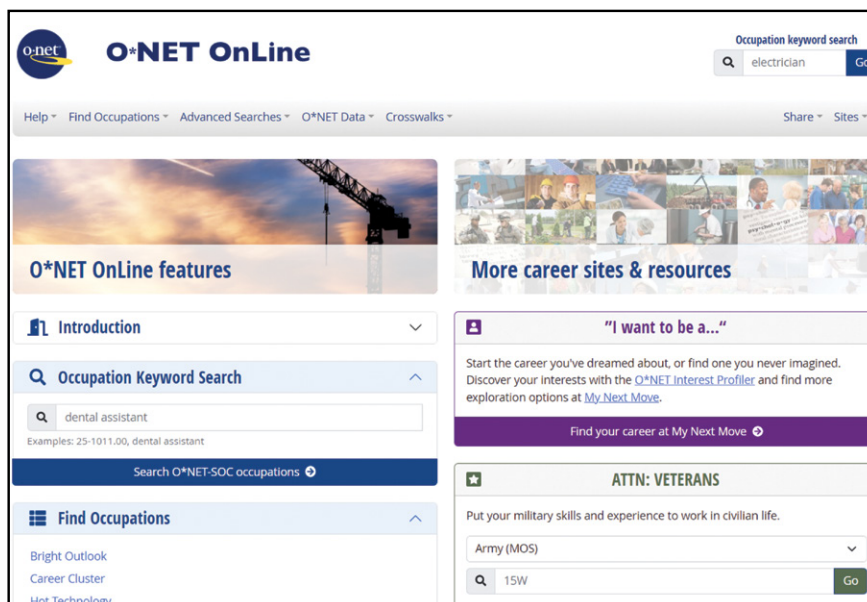 o·net
O*NET OnLine
Occupation keyword search
electrician
Go
Help
Find Occupations
Advanced Searches
O*NET Data
Crosswalks
Share
Sites
O*NET OnLine features
More career sites & resources
Introduction
Occupation Keyword Search
dental assistant
Examples: 25-1011.00, dental assistant
Search O*NET-SOC occupations
Find Occupations
Bright Outlook
Career Cluster
Hot Technology
"I want to be a…“
Start the career you've dreamed about, or find one you never imagined.
Discover your interests with the O*NET Interest Profiler and find more
exploration options at My Next Move.
Find your career at My Next Move
ATTN: VETERANS
Put your military skills and experience to work in civilian life.
Army (MOS)
15W
Go